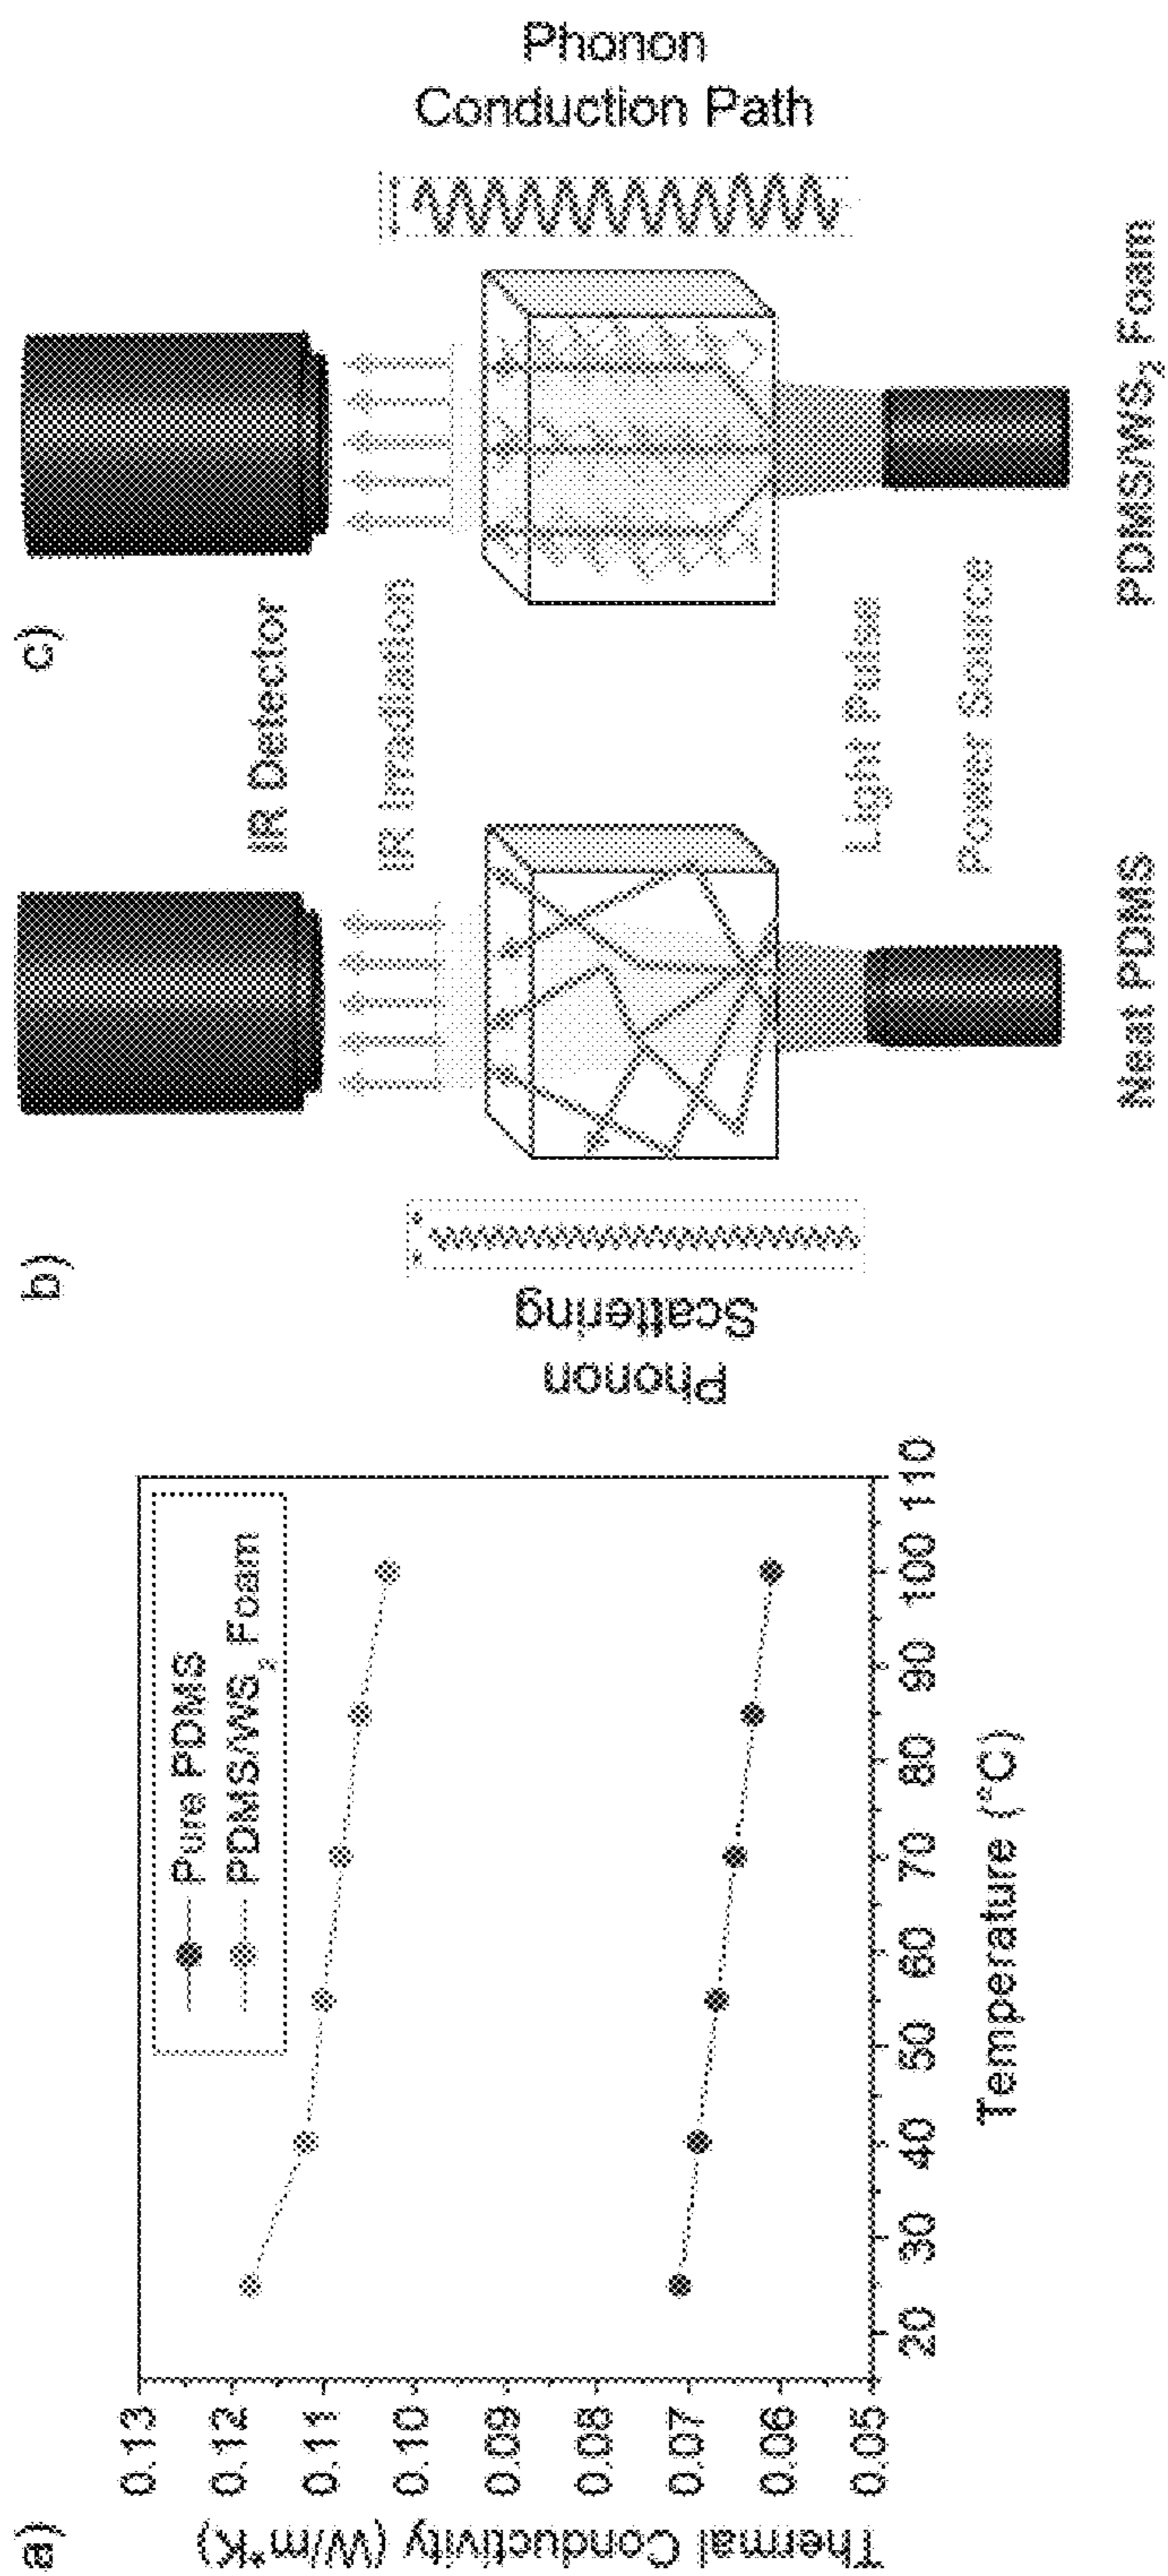 a)
Thermal Conductivity (W/m*K)
0.13
0.12
0.11
0.10
0.09
0.08
0.07
0.06
0.05
Pure PDMS
PDMS/WS₂ Foam
20 30 40 50 60 70 80 90 100 110
Temperature (°C)
b)
Phonon
Scattering
IR Detector
IR Irradiation
Light Pulse
Power Source
Neat PDMS
c)
Phonon
Conduction Path
PDMS/WS₂ Foam